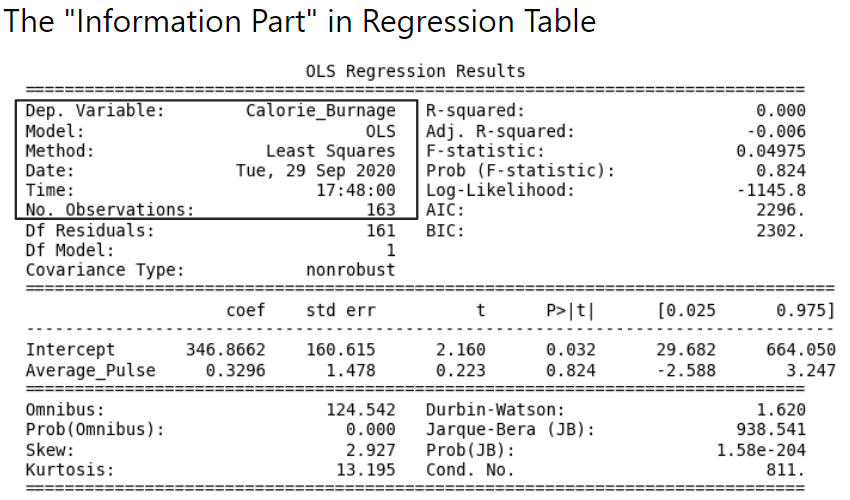 The "Information Part" in Regression Table
OLS Regression Results
==============================================================================
Dep. Variable: Calorie_Burnage R-squared: 0.000
Model: OLS Adj. R-squared: -0.006
Method: Least Squares F-statistic: 0.04975
Date: Tue, 29 Sep 2020 Prob (F-statistic): 0.824
Time: 17:48:00 Log-Likelihood: -1145.8
No. Observations: 163 AIC: 2296.
Df Residuals: 161 BIC: 2302.
Df Model: 1
Covariance Type: nonrobust
=================================================================================
coef std err t P>|t| [0.025 0.975]
---------------------------------------------------------------------------------
Intercept 346.8662 160.615 2.160 0.032 29.682 664.050
Average_Pulse 0.3296 1.478 0.223 0.824 -2.588 3.247
==============================================================================
Omnibus: 124.542 Durbin-Watson: 1.620
Prob(Omnibus): 0.000 Jarque-Bera (JB): 938.541
Skew: 2.927 Prob(JB): 1.58e-204
Kurtosis: 13.195 Cond. No. 811.
==============================================================================